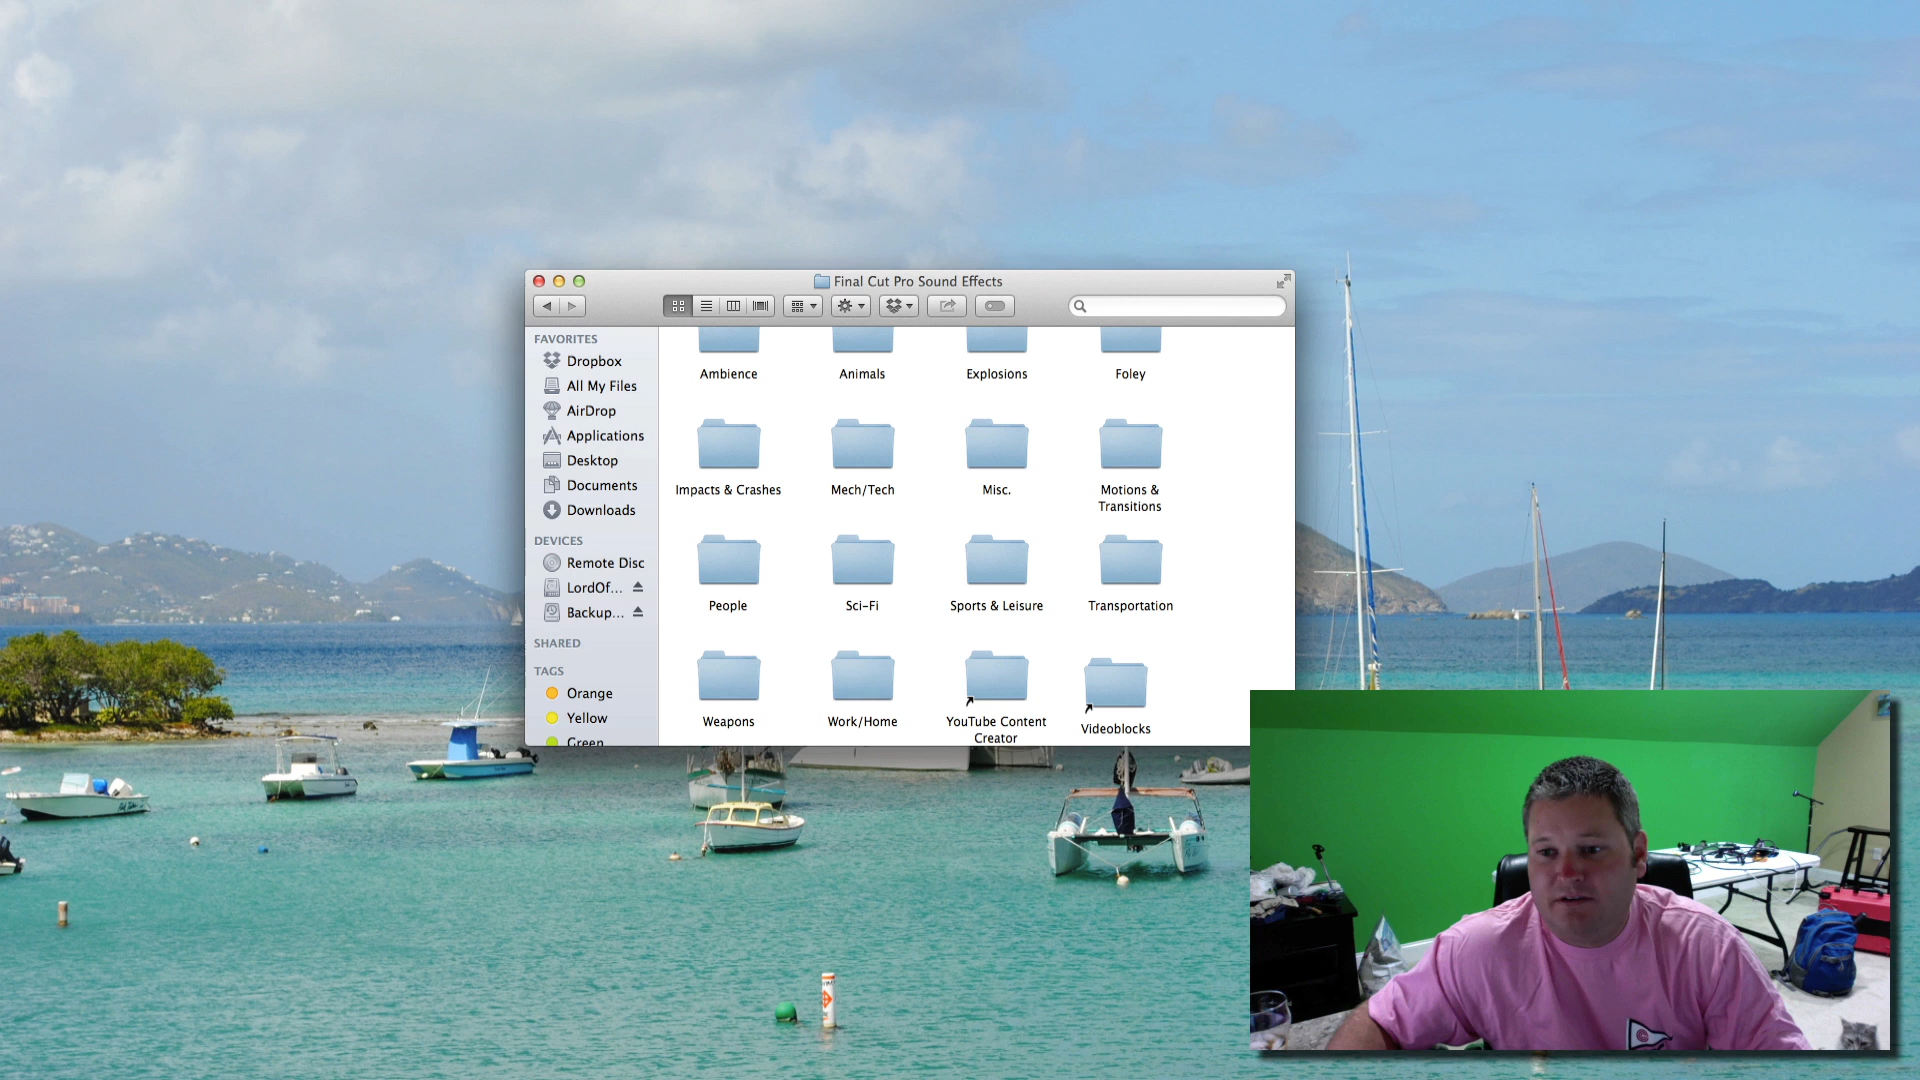 Final Cut Pro Sound Effects
FAVORITES
Dropbox
All My Files
AirDrop
Applications
Desktop
Documents
Downloads
DEVICES
Remote Disc
LordOf...
Backup...
SHARED
TAGS
Orange
Yellow
Green
Ambience
Animals
Explosions
Foley
Impacts & Crashes
Mech/Tech
Misc.
Motions &
Transitions
People
Sci-Fi
Sports & Leisure
Transportation
Weapons
Work/Home
YouTube Content
Creator
Videoblocks